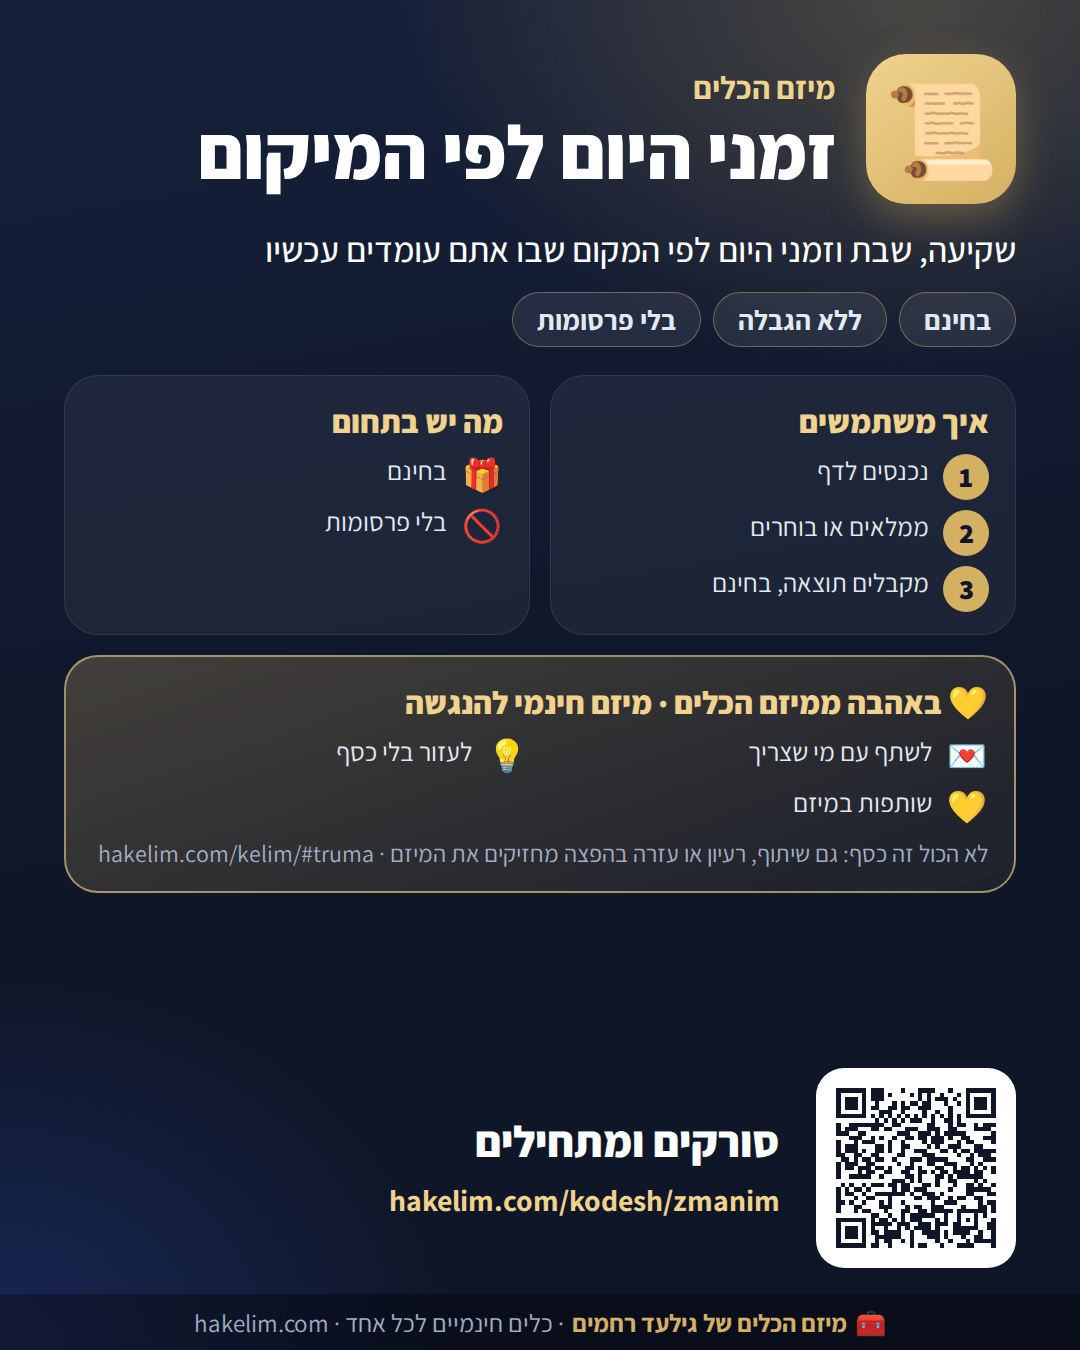 מיזם הכלים
זמני היום לפי המיקום
שקיעה, שבת וזמני היום לפי המקום שבו אתם עומדים עכשיו
בחינם
ללא הגבלה
בלי פרסומות
איך משתמשים
1 נכנסים לדף
2 ממלאים או בוחרים
3 מקבלים תוצאה, בחינם
מה יש בתחום
בחינם
בלי פרסומות
באהבה ממיזם הכלים · מיזם חינמי להנגשה
לשתף עם מי שצריך
לעזור בלי כסף
שותפות במיזם
לא הכול זה כסף: גם שיתוף, רעיון או עזרה בהפצה מחזיקים את המיזם · hakelim.com/kelim/#truma
סורקים ומתחילים
hakelim.com/kodesh/zmanim
מיזם הכלים של גילעד רחמים · כלים חינמיים לכל אחד · hakelim.com